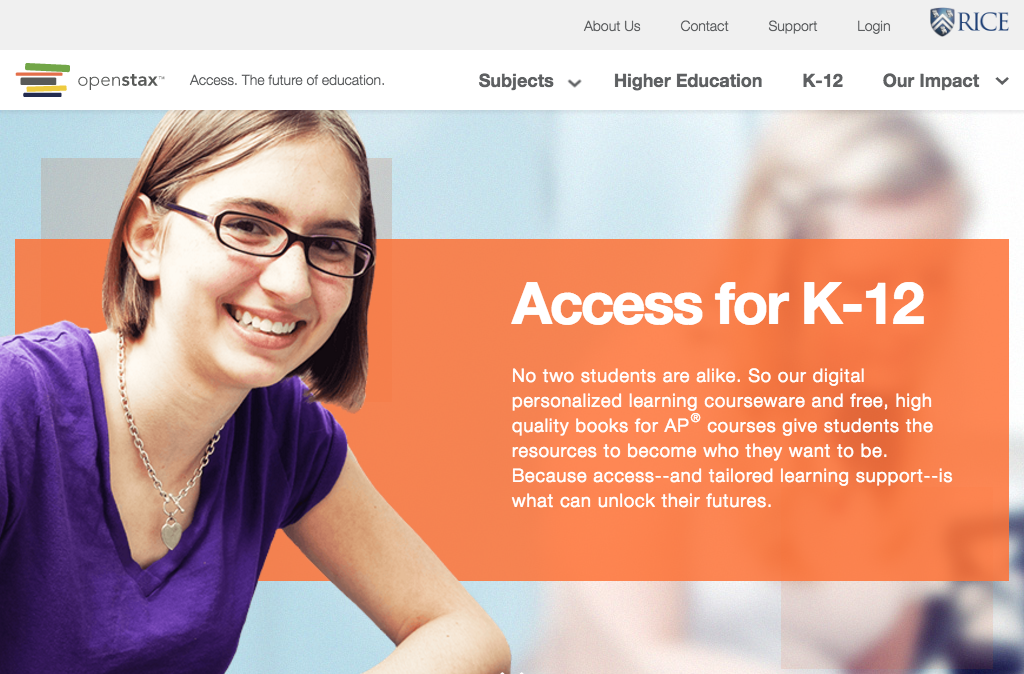 About Us Contact Support Login RICE
openstax™ Access. The future of education. Subjects Higher Education K-12 Our Impact
Access for K-12
No two students are alike. So our digital
personalized learning courseware and free, high
quality books for AP® courses give students the
resources to become who they want to be.
Because access--and tailored learning support--is
what can unlock their futures.